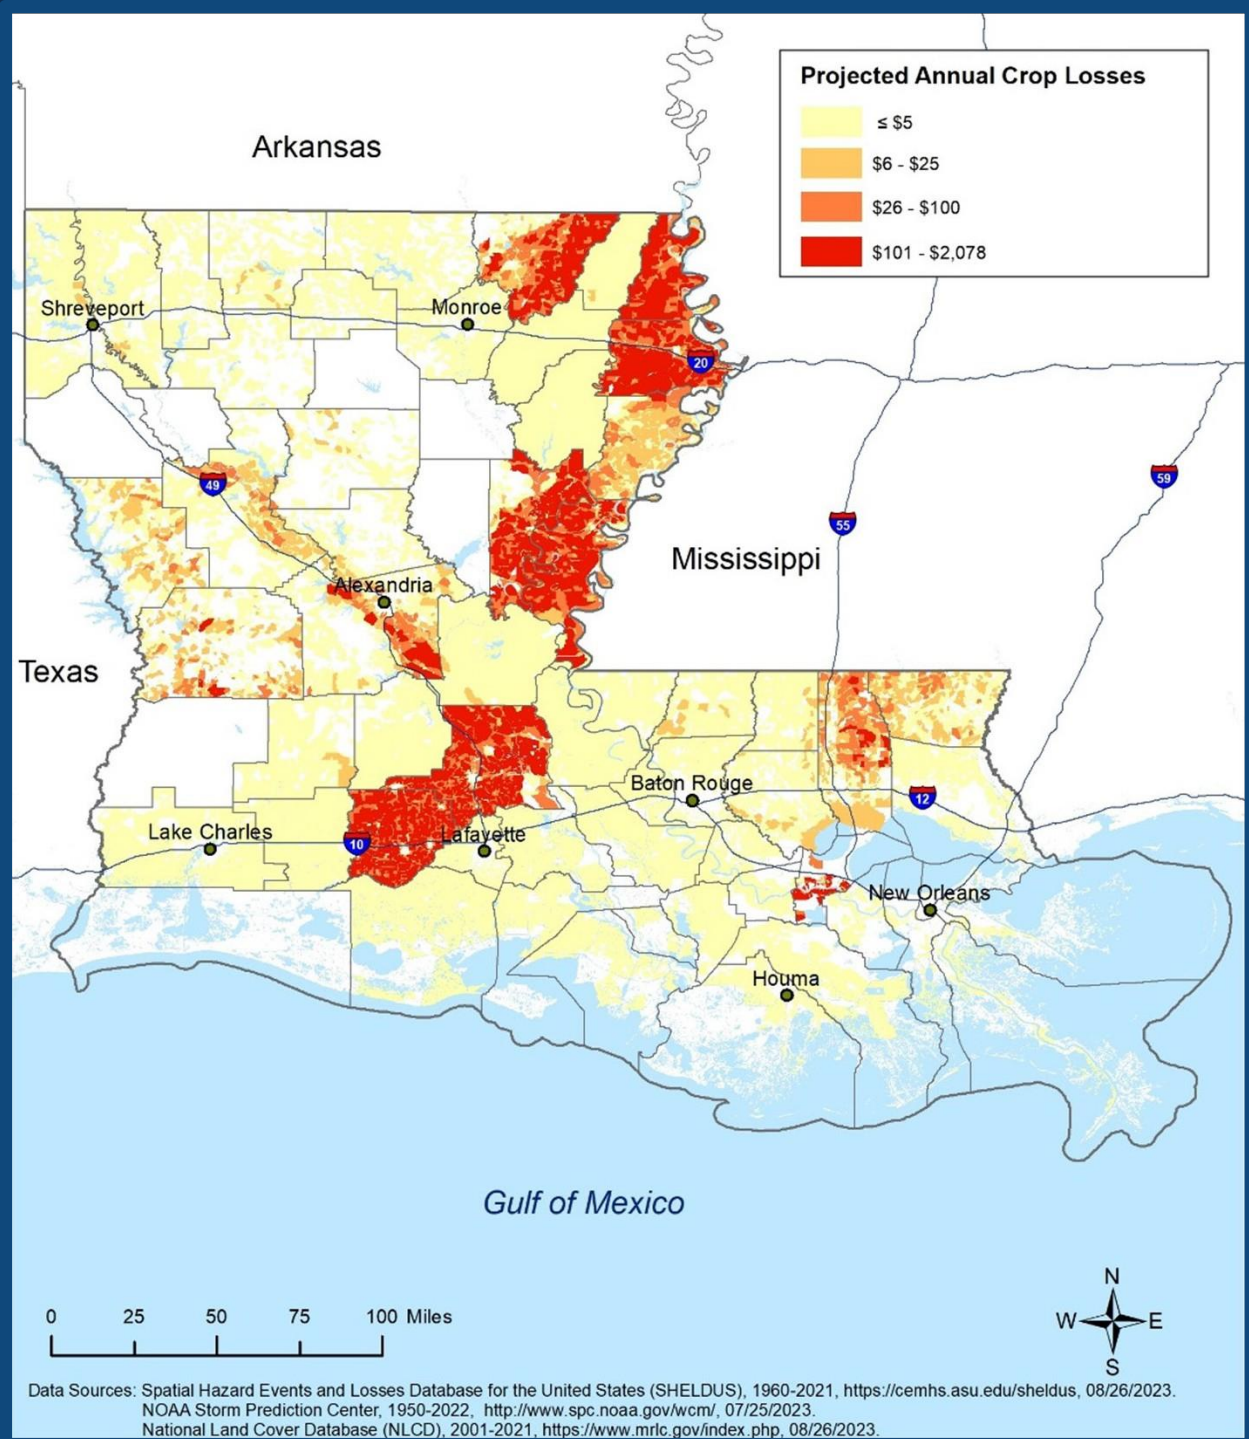 Projected Annual Crop Losses
≤ $5
$6 - $25
$26 - $100
$101 - $2,078
Arkansas
Shreveport
Monroe
20
49
59
55
Mississippi
Alexandria
Texas
Baton Rouge
12
Lake Charles
10
Lafayette
New Orleans
Houma
Gulf of Mexico
N
W E
S
0 25 50 75 100 Miles
Data Sources: Spatial Hazard Events and Losses Database for the United States (SHELDUS), 1960-2021, https://cemhs.asu.edu/sheldus, 08/26/2023.
NOAA Storm Prediction Center, 1950-2022, http://www.spc.noaa.gov/wcm/, 07/25/2023.
National Land Cover Database (NLCD), 2001-2021, https://www.mrlc.gov/index.php, 08/26/2023.